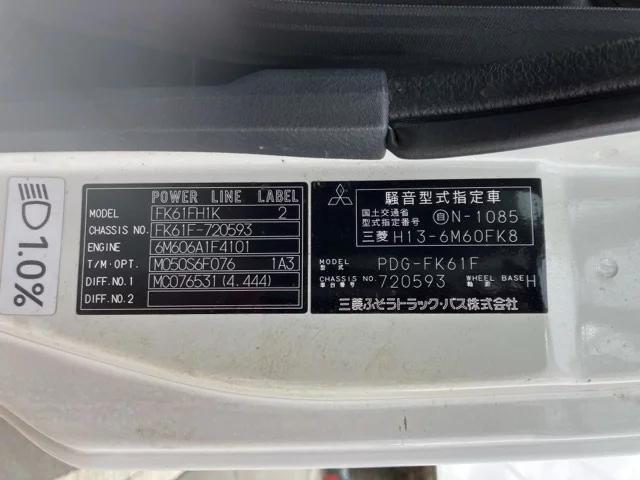 1.0%
POWER LINE LABEL
MODEL FK61FH1K 2
CHASSIS NO. FK61F-720593
ENGINE 6M606A1F4101
T/M·OPT. M050S6F076 1A3
DIFF.NO.1 MC076531 (4.444)
DIFF.NO.2
騒音型式指定車
国土交通省
型式指定番号 自N-1085
三菱 H13-6M60FK8
MODEL 型式 PDG-FK61F
CHASSIS NO. 車台番号 720593 WHEEL BASE 軸距 H
三菱ふそうトラック・バス株式会社